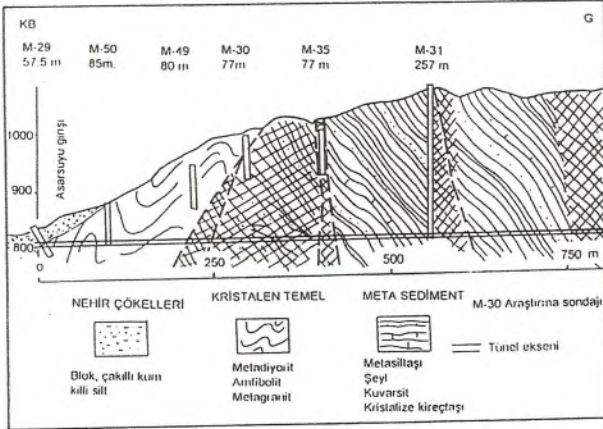 KB
G
M-29 M-50 M-49 M-30 M-35 M-31
57.5 m 85m. 80 m 77m 77 m 257 m
Asarsuyu girişi
1000
900
800
0 250 500 750 m
NEHİR ÇÖKELLERİ KRİSTALEN TEMEL META SEDIMENT M-30 Araştırma sondajı
Tünel ekseni
Blok, çakıllı kum
killi silt
Metadiyorit
Amfibolit
Metagranit
Metasiltaşı
Şeyl
Kuvarsit
Kristalize kireçtaşı